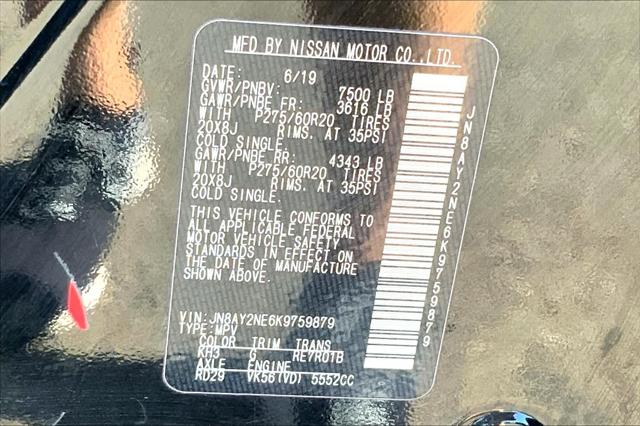 MFD BY NISSAN MOTOR CO.,LTD.
DATE: 6/19
GVWR/PNBV: 7500 LB
GAWR/PNBE FR: 3616 LB
WITH P275/60R20 TIRES
20X8J RIMS. AT 35PSI
COLD SINGLE.
GAWR/PNBE RR: 4343 LB
WITH P275/60R20 TIRES
20X8J RIMS. AT 35PSI
COLD SINGLE.
THIS VEHICLE CONFORMS TO
ALL APPLICABLE FEDERAL
MOTOR VEHICLE SAFETY
STANDARDS IN EFFECT ON
THE DATE OF MANUFACTURE
SHOWN ABOVE.
VIN:JN8AY2NE6K9759879
TYPE:MPV
COLOR TRIM TRANS
KH3 G RE7R01B
AXLE ENGINE
RD29 VK56(VD) 5552CC
JN8AY2NE6K9759879